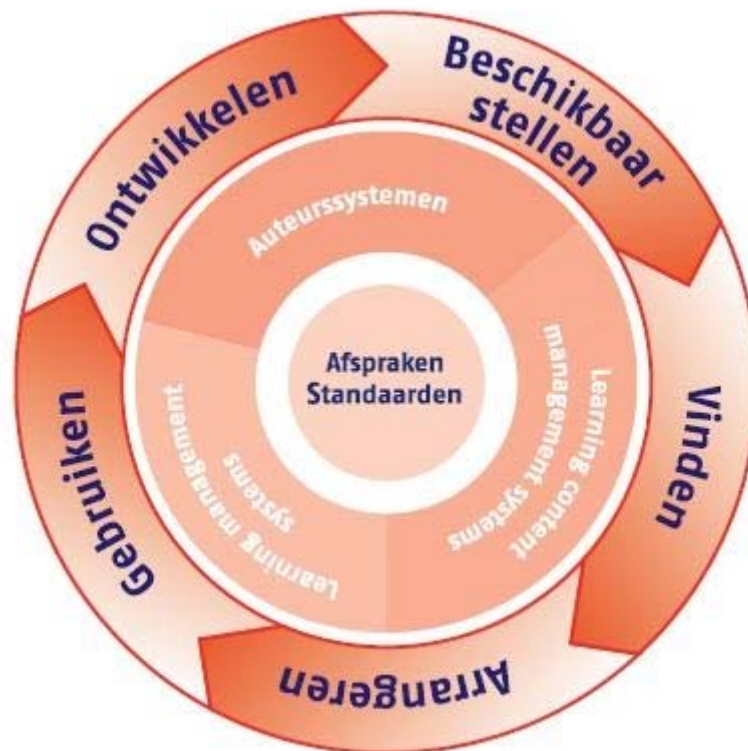 Ontwikkelen
Beschikbaar
stellen
Vinden
Arrangeren
Gebruiken
Auteurssystemen
Learning content
management systems
Learning management
systems
Afspraken
Standaarden